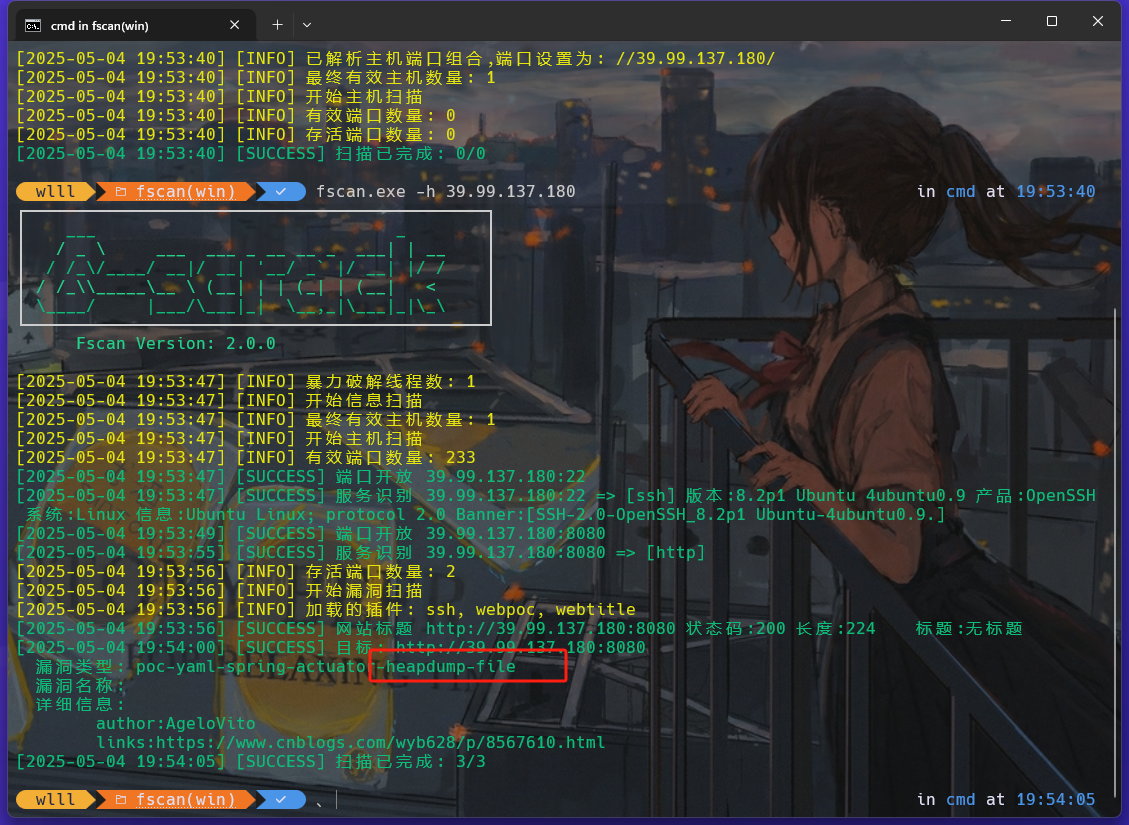 cmd in fscan(win)
[2025-05-04 19:53:40] [INFO] 已解析主机端口组合,端口设置为: //39.99.137.180/
[2025-05-04 19:53:40] [INFO] 最终有效主机数量: 1
[2025-05-04 19:53:40] [INFO] 开始主机扫描
[2025-05-04 19:53:40] [INFO] 有效端口数量: 0
[2025-05-04 19:53:40] [INFO] 存活端口数量: 0
[2025-05-04 19:53:40] [SUCCESS] 扫描已完成: 0/0
wlll fscan(win) fscan.exe -h 39.99.137.180 in cmd at 19:53:40
Fscan Version: 2.0.0
[2025-05-04 19:53:47] [INFO] 暴力破解线程数: 1
[2025-05-04 19:53:47] [INFO] 开始信息扫描
[2025-05-04 19:53:47] [INFO] 最终有效主机数量: 1
[2025-05-04 19:53:47] [INFO] 开始主机扫描
[2025-05-04 19:53:47] [INFO] 有效端口数量: 233
[2025-05-04 19:53:47] [SUCCESS] 端口开放 39.99.137.180:22
[2025-05-04 19:53:47] [SUCCESS] 服务识别 39.99.137.180:22 => [ssh] 版本:8.2p1 Ubuntu 4ubuntu0.9 产品:OpenSSH
系统:Linux 信息:Ubuntu Linux; protocol 2.0 Banner:[SSH-2.0-OpenSSH_8.2p1 Ubuntu-4ubuntu0.9.]
[2025-05-04 19:53:49] [SUCCESS] 端口开放 39.99.137.180:8080
[2025-05-04 19:53:55] [SUCCESS] 服务识别 39.99.137.180:8080 => [http]
[2025-05-04 19:53:56] [INFO] 存活端口数量: 2
[2025-05-04 19:53:56] [INFO] 开始漏洞扫描
[2025-05-04 19:53:56] [INFO] 加载的插件: ssh, webpoc, webtitle
[2025-05-04 19:53:56] [SUCCESS] 网站标题 http://39.99.137.180:8080 状态码:200 长度:224 标题:无标题
[2025-05-04 19:54:00] [SUCCESS] 目标: http://39.99.137.180:8080
漏洞类型: poc-yaml-spring-actuator-heapdump-file
漏洞名称:
详细信息:
author:AgeloVito
links:https://www.cnblogs.com/wyb628/p/8567610.html
[2025-05-04 19:54:05] [SUCCESS] 扫描已完成: 3/3
wlll fscan(win) 、 in cmd at 19:54:05